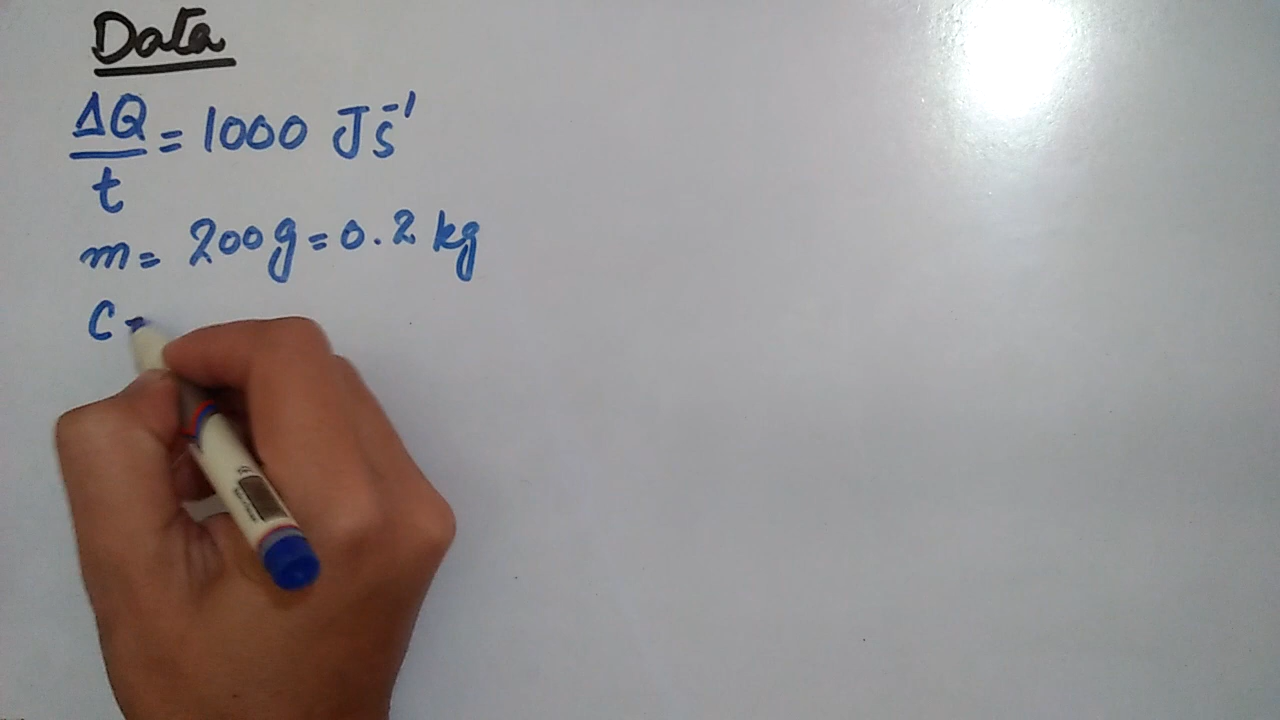 Data
ΔQ/t = 1000 Js⁻¹
m = 200g = 0.2 kg
C =